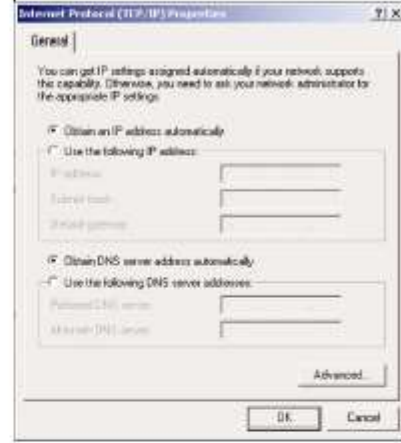 Internet Protocol (TCP/IP) Properties
? X
General
You can get IP settings assigned automatically if your network supports
this capability. Otherwise, you need to ask your network administrator for
the appropriate IP settings.
Obtain an IP address automatically
Use the following IP address:
IP address:
Subnet mask:
Default gateway:
Obtain DNS server address automatically
Use the following DNS server addresses:
Preferred DNS server:
Alternate DNS server:
Advanced...
OK
Cancel